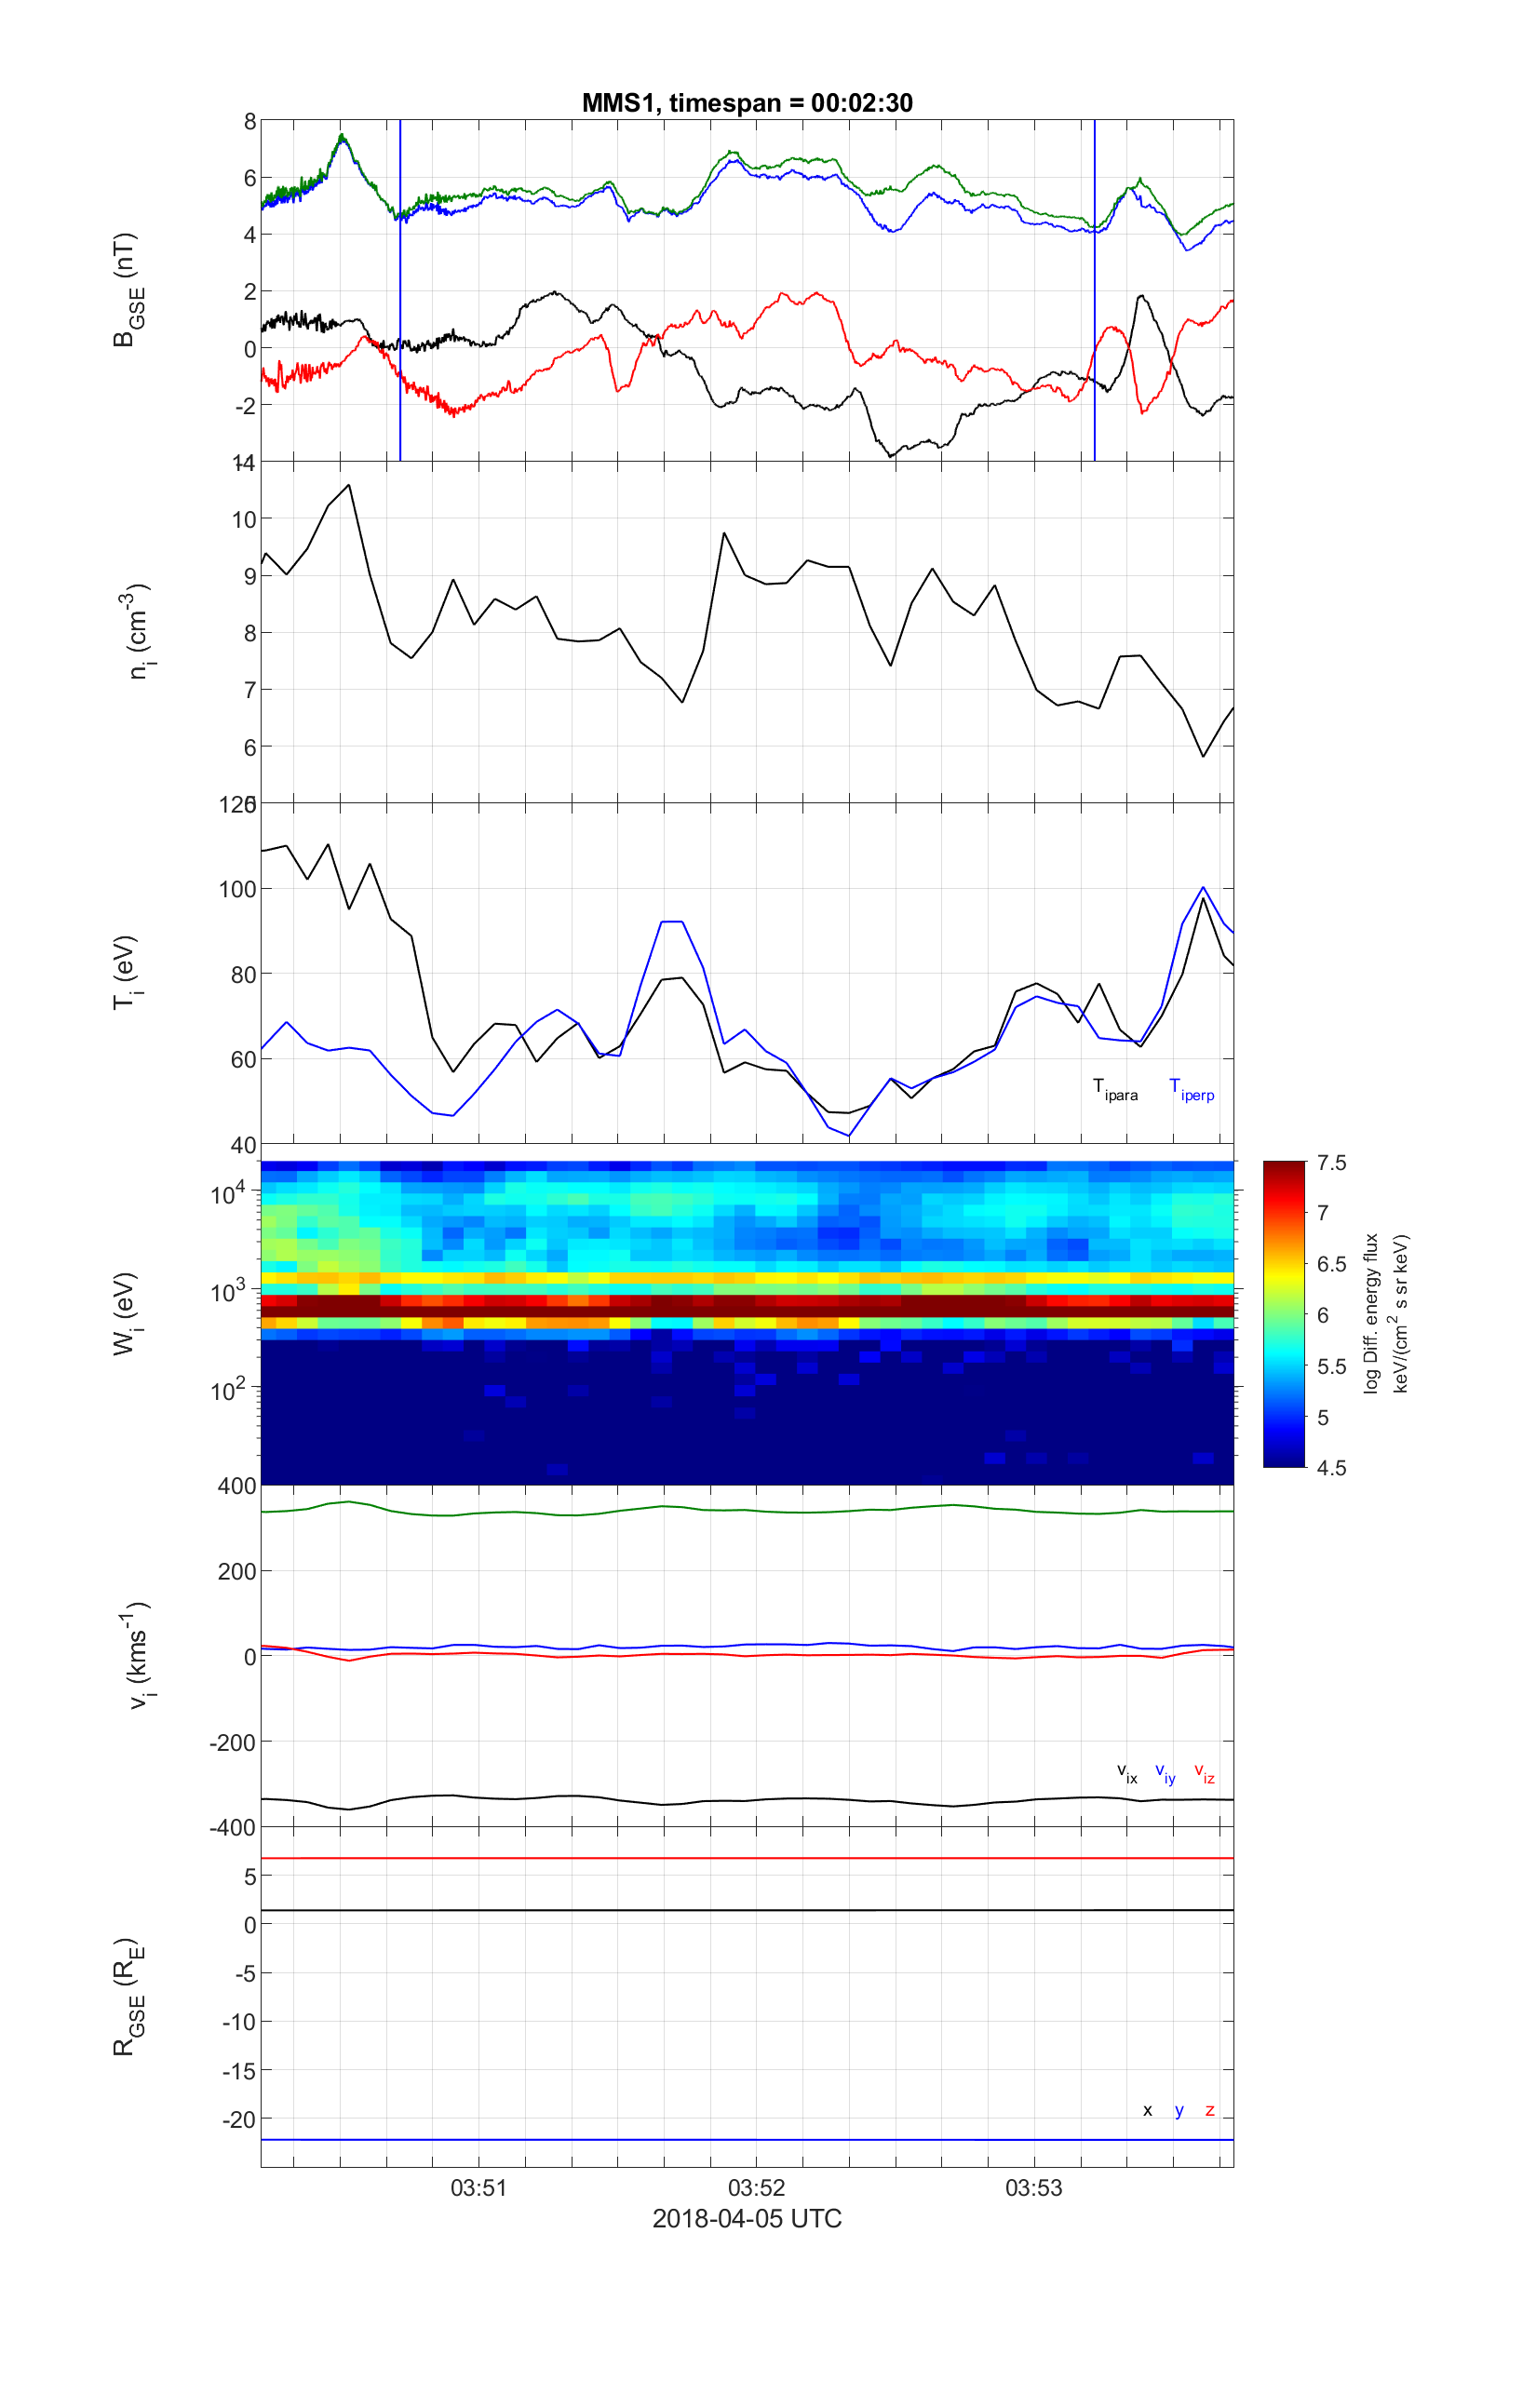 MMS1, timespan = 00:02:30
8
6
4
2
0
-2
-4
B_GSE (nT)
11
10
9
8
7
6
5
n_i (cm^-3)
120
100
80
60
40
T_i (eV)
T_ipara T_iperp
10^4
10^3
10^2
W_i (eV)
7.5
7
6.5
6
5.5
5
4.5
log Diff. energy flux
keV/(cm^2 s sr keV)
400
200
0
-200
-400
v_i (kms^-1)
v_ix v_iy v_iz
5
0
-5
-10
-15
-20
R_GSE (R_E)
x y z
03:51 03:52 03:53
2018-04-05 UTC